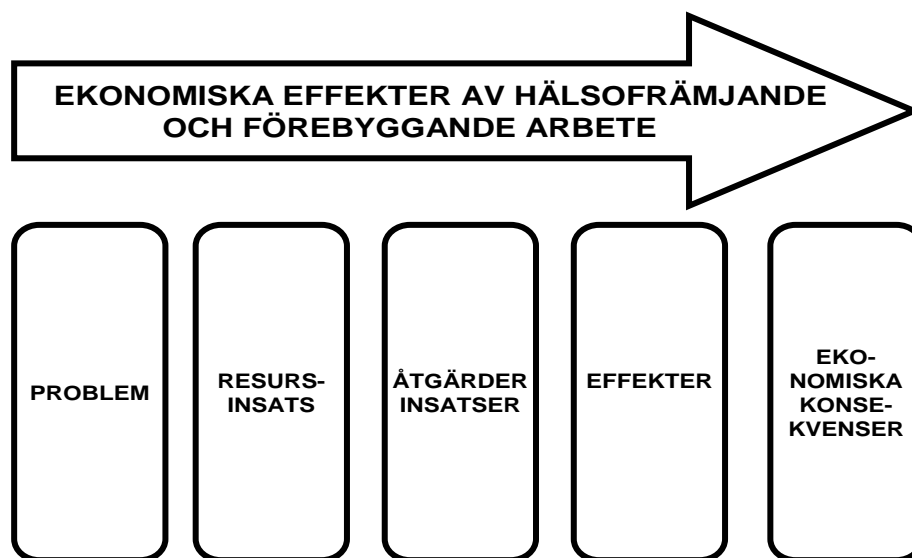 EKONOMISKA EFFEKTER AV HÄLSOFRÄMJANDE
OCH FÖREBYGGANDE ARBETE
PROBLEM
RESURS-
INSATS
ÅTGÄRDER
INSATSER
EFFEKTER
EKO-
NOMISKA
KONSE-
KVENSER